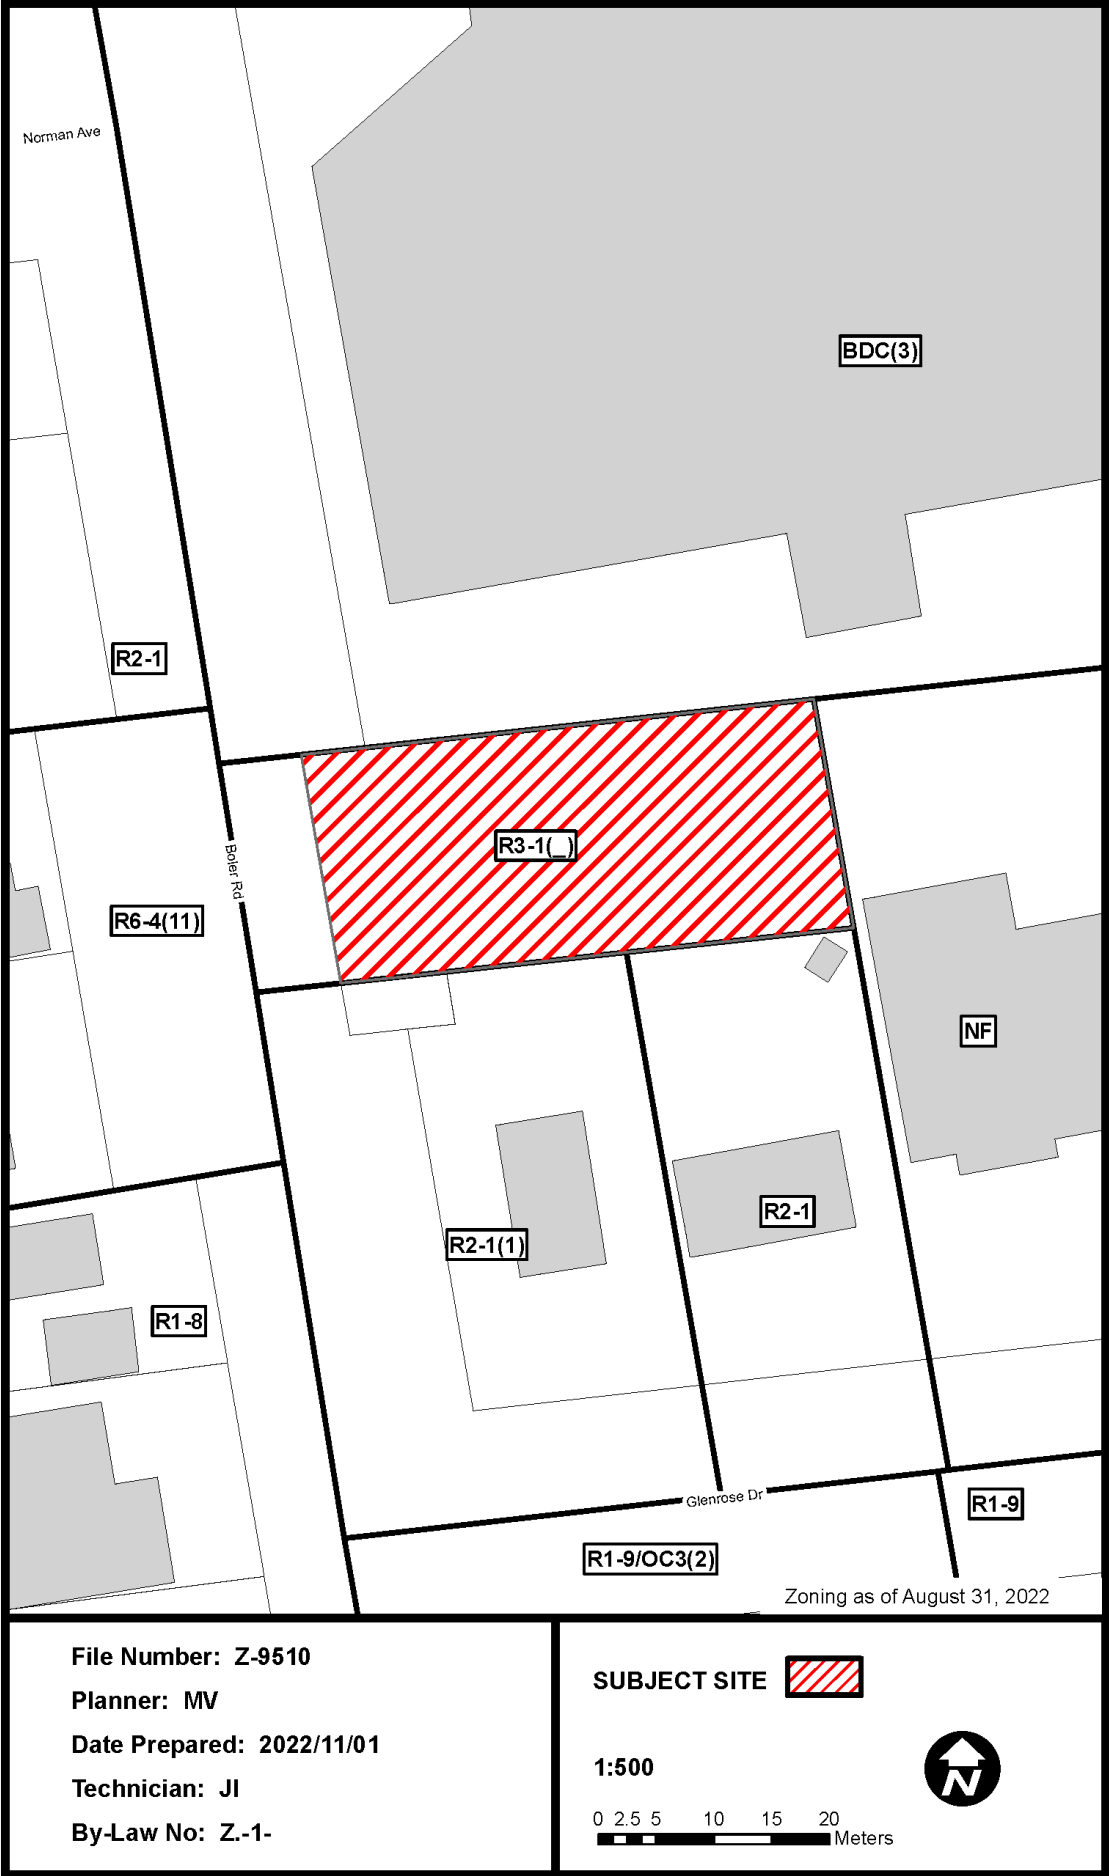 Norman Ave
BDC(3)
R2-1
R3-1(_)
Boler Rd
R6-4(11)
NF
R2-1
R2-1(1)
R1-8
Glenrose Dr
R1-9
R1-9/OC3(2)
Zoning as of August 31, 2022
File Number: Z-9510
Planner: MV
Date Prepared: 2022/11/01
Technician: JI
By-Law No: Z.-1-
SUBJECT SITE
1:500
N
0 2.5 5 10 15 20
Meters